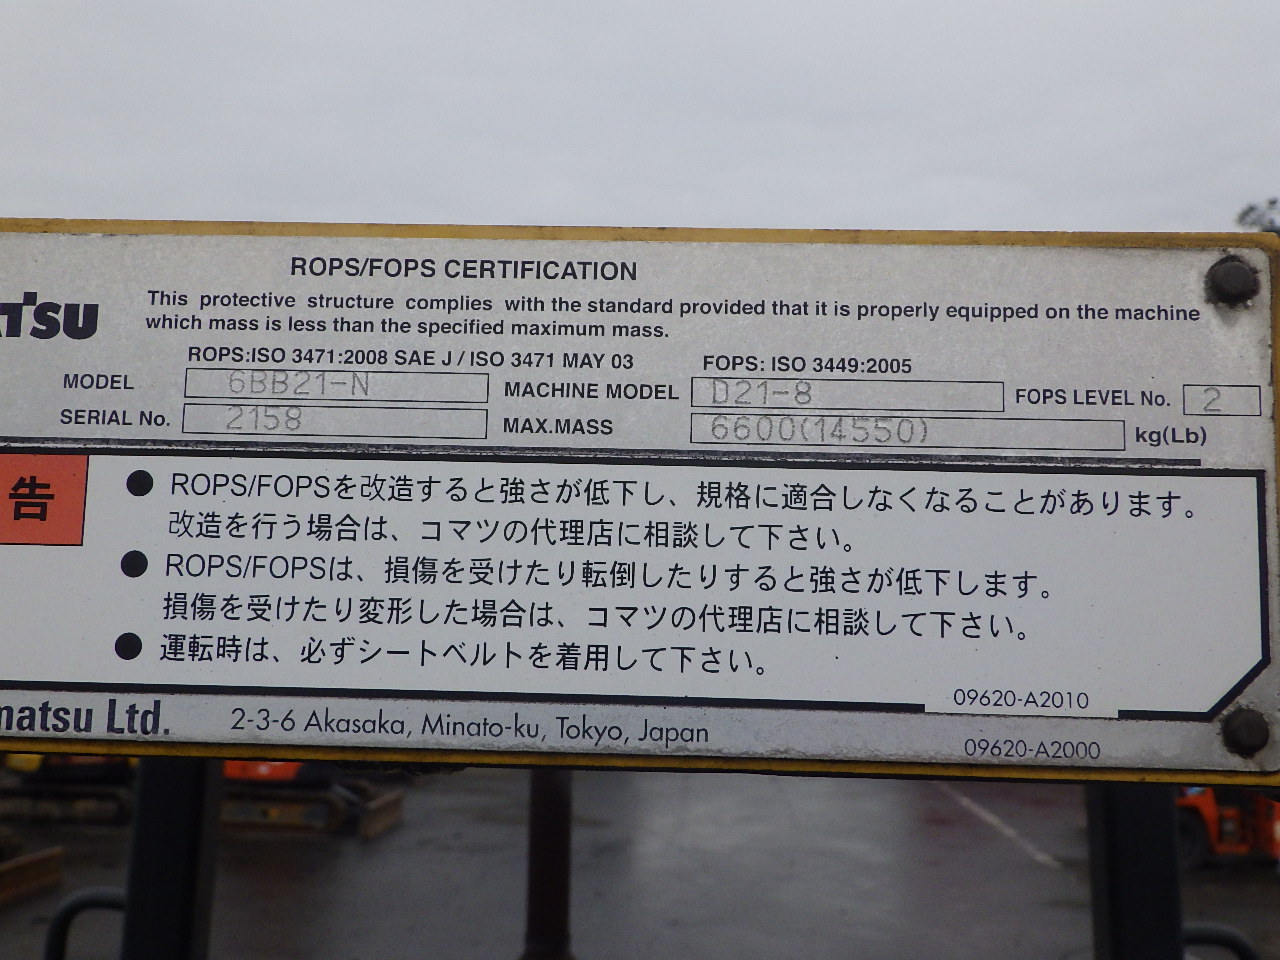 ROPS/FOPS CERTIFICATION
This protective structure complies with the standard provided that it is properly equipped on the machine
which mass is less than the specified maximum mass.
ROPS:ISO 3471:2008 SAE J / ISO 3471 MAY 03 FOPS: ISO 3449:2005
MODEL 6BB21-N MACHINE MODEL D21-8 FOPS LEVEL No. 2
SERIAL No. 2158 MAX.MASS 6600(14550) kg(Lb)
告
● ROPS/FOPSを改造すると強さが低下し、規格に適合しなくなることがあります。
改造を行う場合は、コマツの代理店に相談して下さい。
● ROPS/FOPSは、損傷を受けたり転倒したりすると強さが低下します。
損傷を受けたり変形した場合は、コマツの代理店に相談して下さい。
● 運転時は、必ずシートベルトを着用して下さい。
09620-A2010
matsu Ltd. 2-3-6 Akasaka, Minato-ku, Tokyo, Japan
09620-A2000